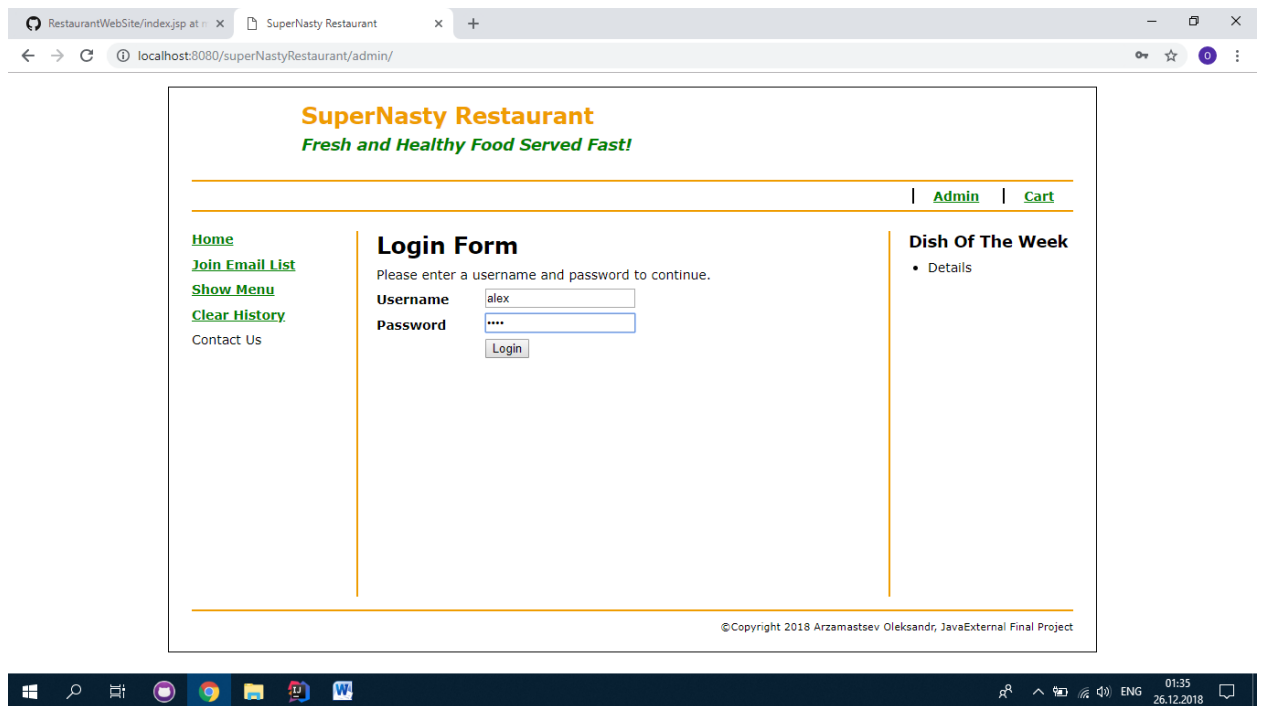 RestaurantWebSite/index.jsp at
SuperNasty Restaurant
localhost:8080/superNastyRestaurant/admin/
O
SuperNasty Restaurant
Fresh and Healthy Food Served Fast!
Admin
Cart
Home
Join Email List
Show Menu
Clear History
Contact Us
Login Form
Please enter a username and password to continue.
Username
alex
Password
••••
Login
Dish Of The Week
• Details
©Copyright 2018 Arzamastsev Oleksandr, JavaExternal Final Project
ENG
01:35
26.12.2018